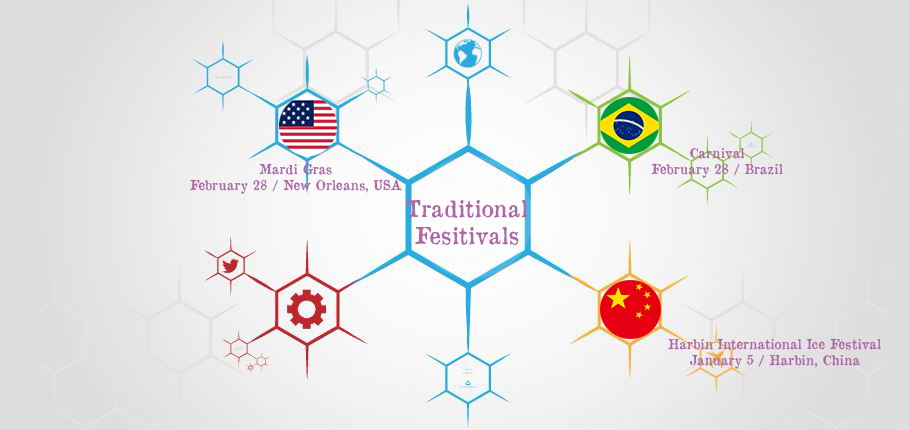 Mardi Gras
February 28 / New Orleans, USA
Carnival
February 28 / Brazil
Traditional
Fesitivals
Harbin International Ice Festival
January 5 / Harbin, China